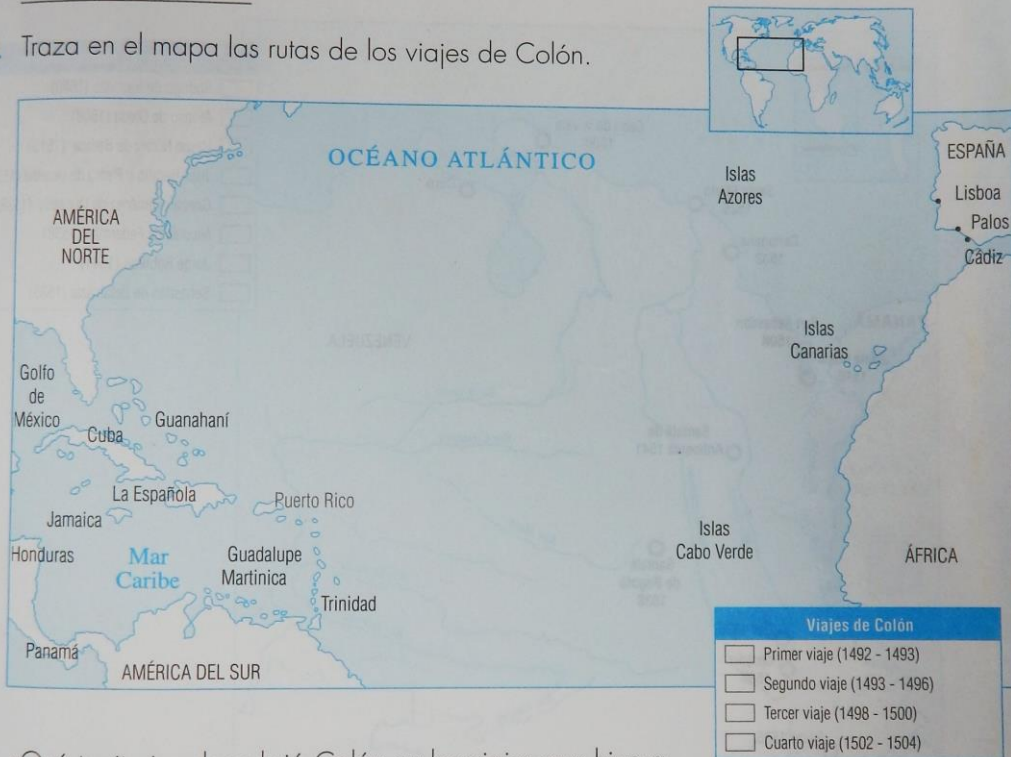 Traza en el mapa las rutas de los viajes de Colón.
OCÉANO ATLÁNTICO
ESPAÑA
Islas
Azores
Lisboa
AMÉRICA
DEL
NORTE
Palos
Cádiz
Islas
Canarias
Golfo
de
México
Guanahaní
Cuba
La Española
Puerto Rico
Jamaica
Islas
Cabo Verde
Honduras
Mar
Caribe
Guadalupe
Martinica
ÁFRICA
Trinidad
Panamá
AMÉRICA DEL SUR
Viajes de Colón
Primer viaje (1492 - 1493)
Segundo viaje (1493 - 1496)
Tercer viaje (1498 - 1500)
Cuarto viaje (1502 - 1504)